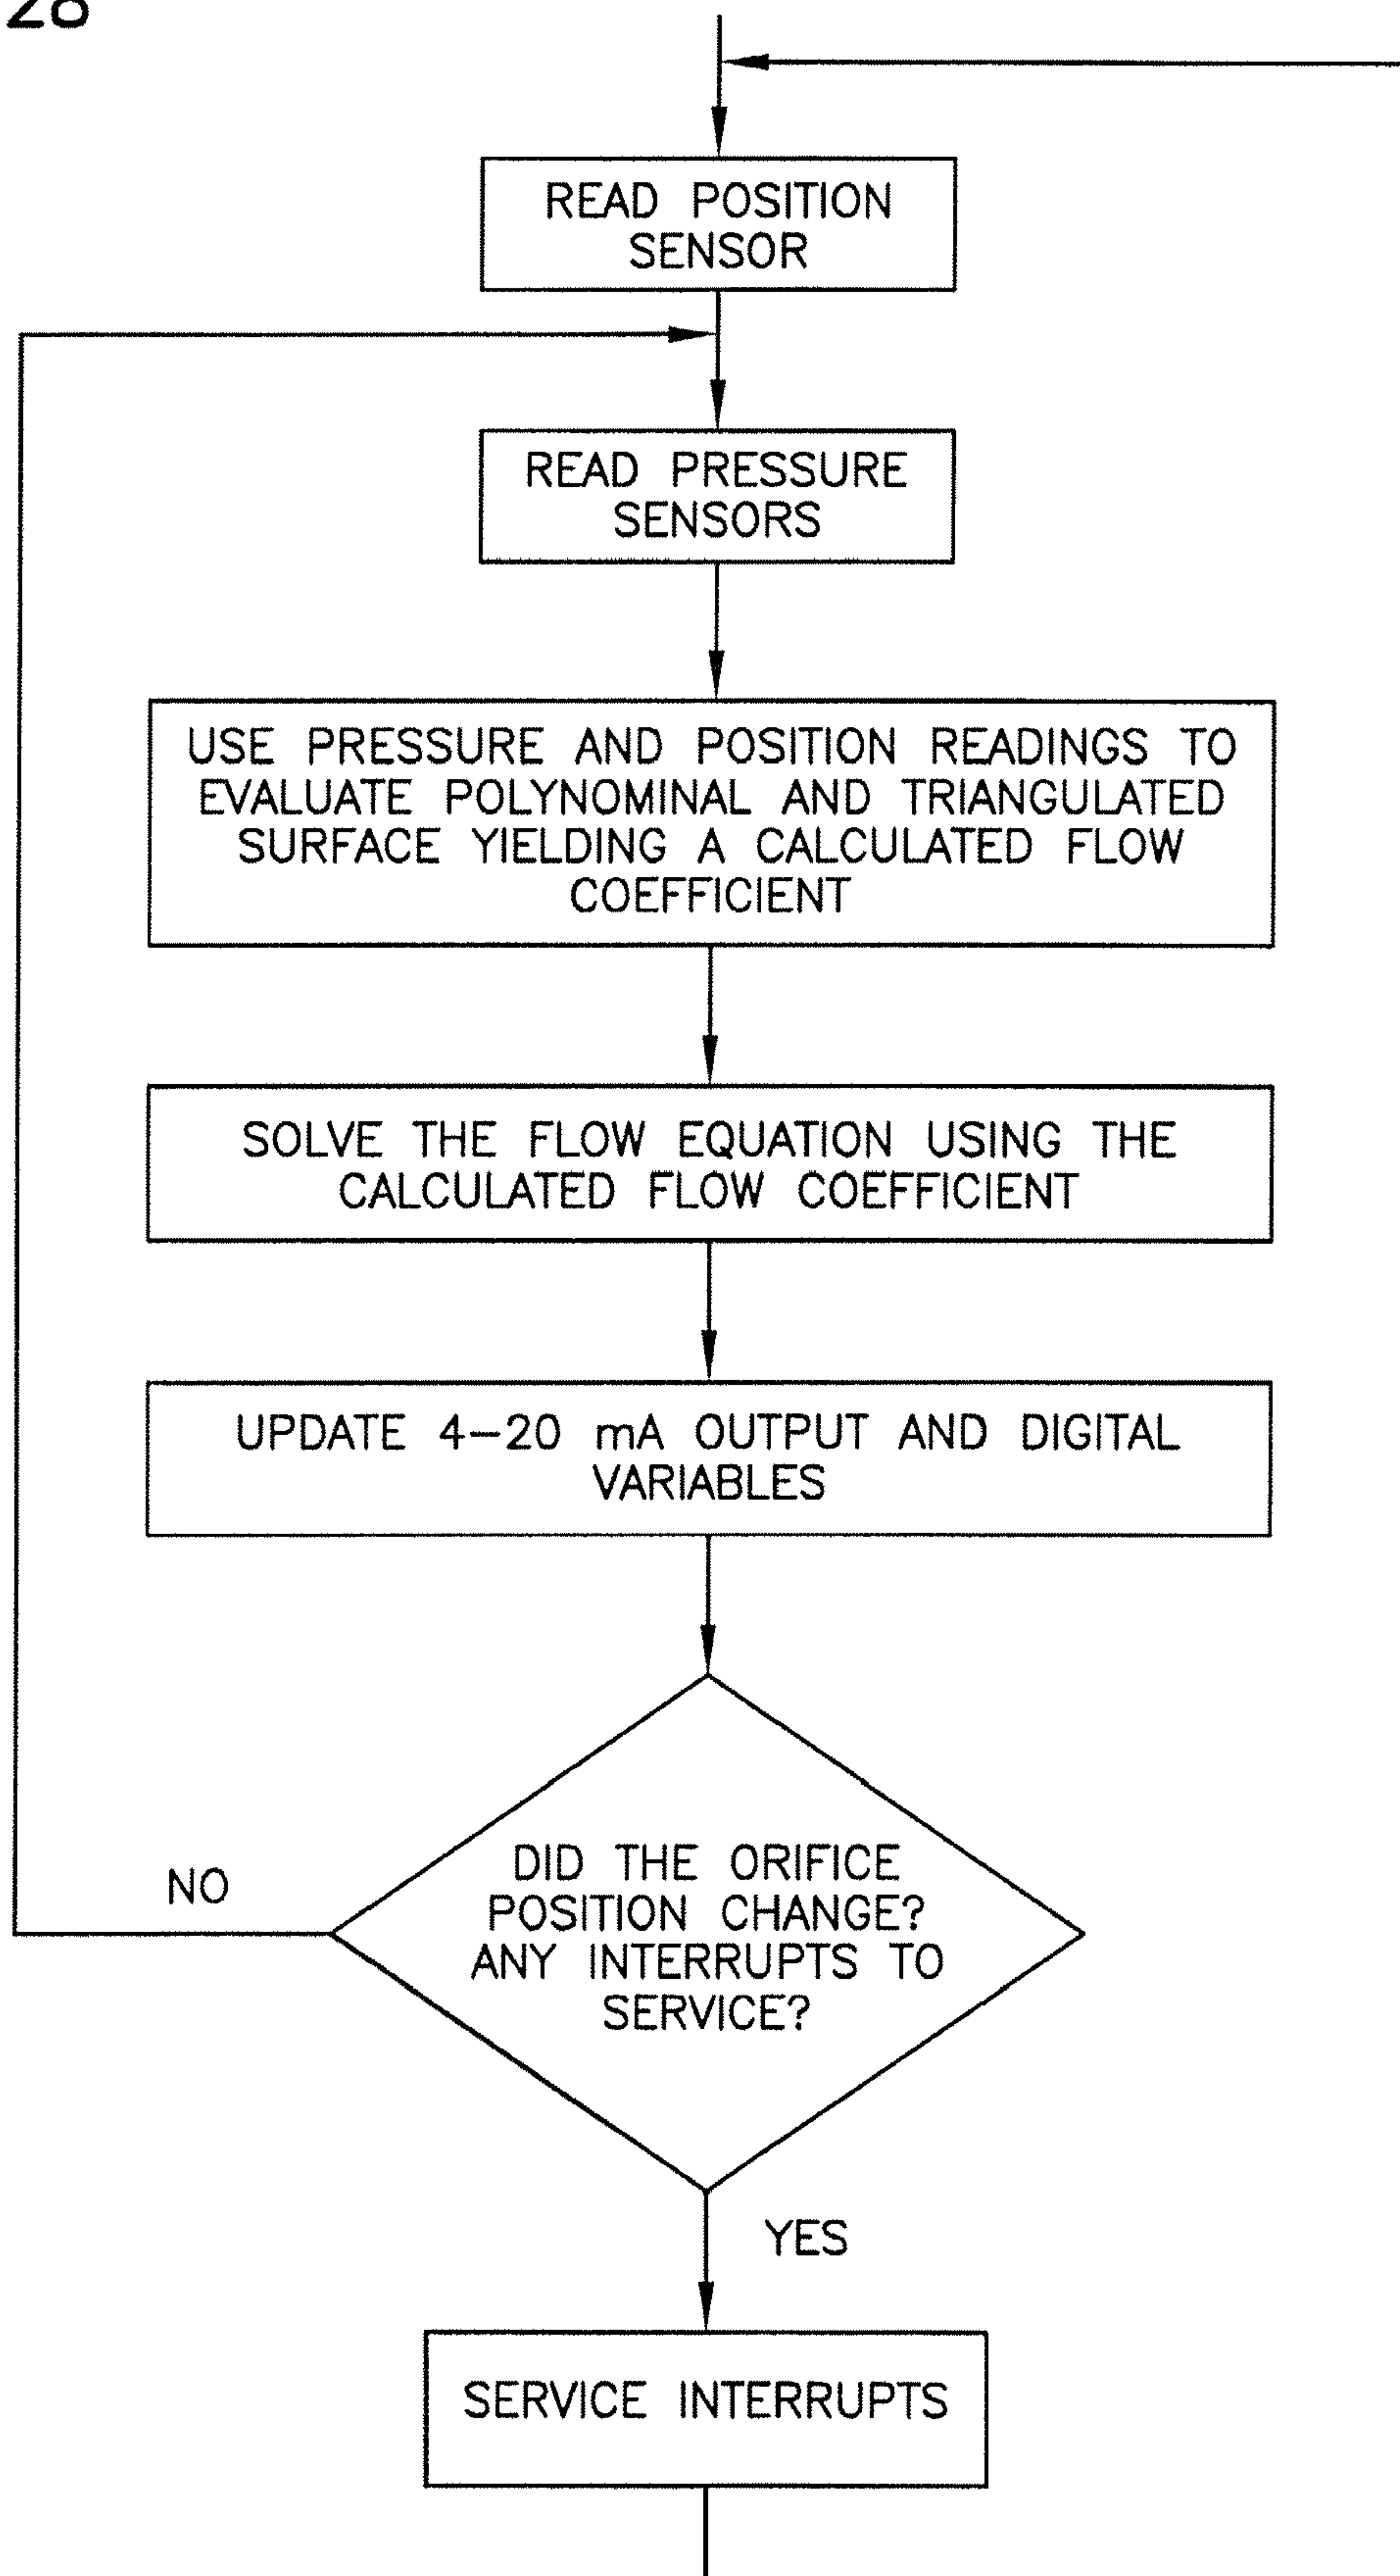 28
READ POSITION
SENSOR
READ PRESSURE
SENSORS
USE PRESSURE AND POSITION READINGS TO
EVALUATE POLYNOMINAL AND TRIANGULATED
SURFACE YIELDING A CALCULATED FLOW
COEFFICIENT
SOLVE THE FLOW EQUATION USING THE
CALCULATED FLOW COEFFICIENT
UPDATE 4-20 mA OUTPUT AND DIGITAL
VARIABLES
DID THE ORIFICE
POSITION CHANGE?
ANY INTERRUPTS TO
SERVICE?
NO
YES
SERVICE INTERRUPTS